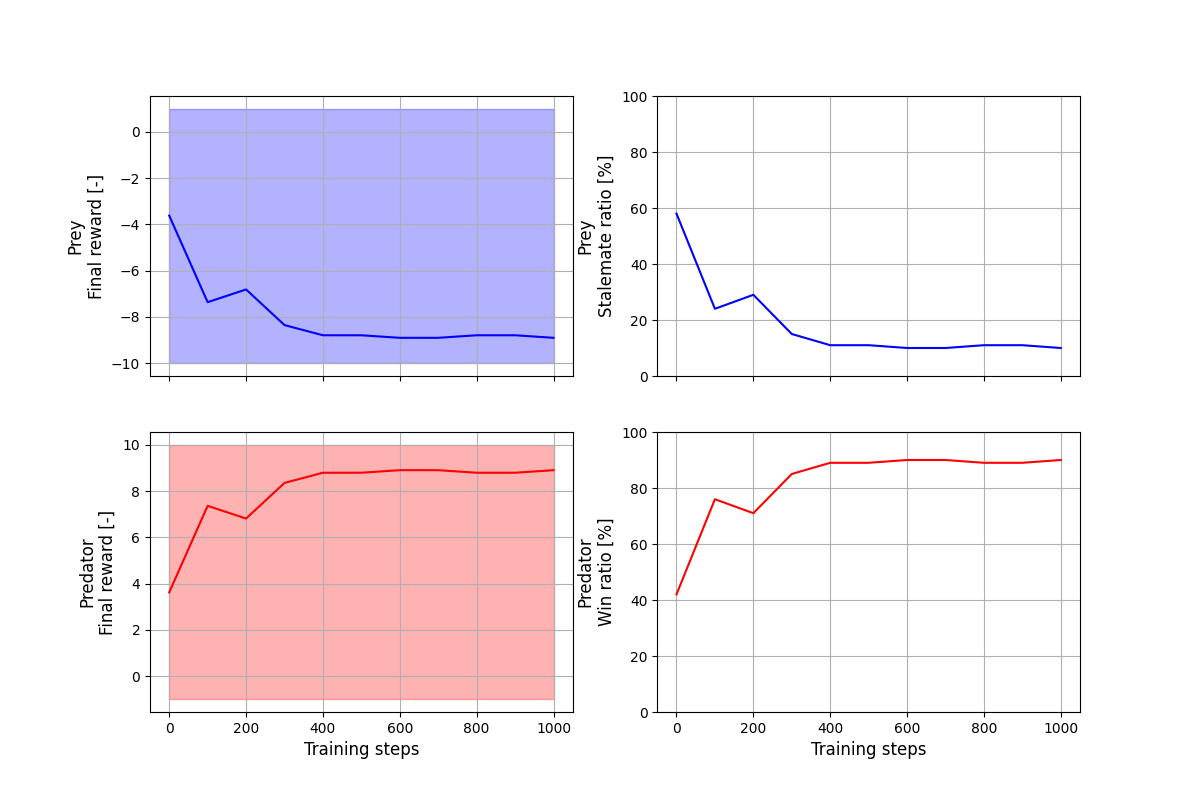 Prey
Final reward [-]
0
−2
−4
−6
−8
−10
Prey
Stalemate ratio [%]
100
80
60
40
20
0
Predator
Final reward [-]
10
8
6
4
2
0
0 200 400 600 800 1000
Training steps
Predator
Win ratio [%]
100
80
60
40
20
0
0 200 400 600 800 1000
Training steps